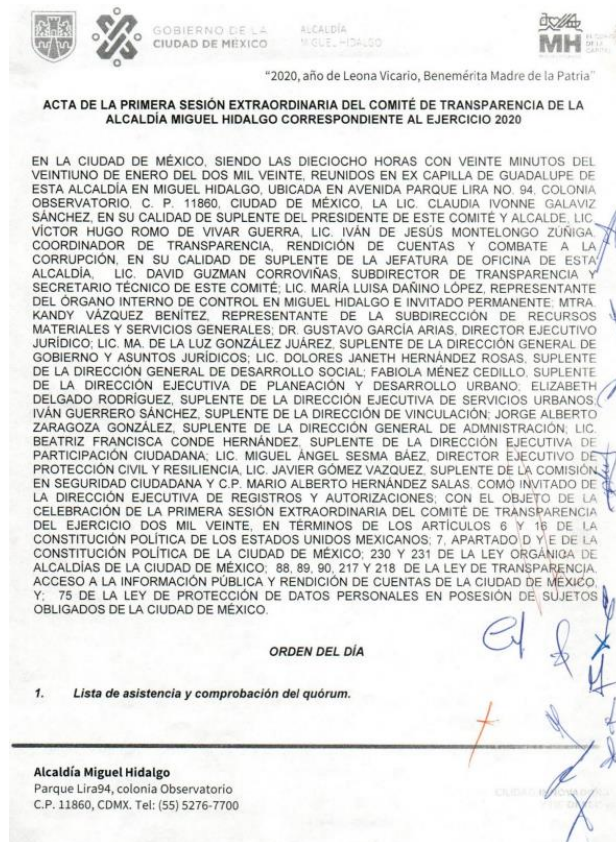 GOBIERNO DE LA
CIUDAD DE MÉXICO
ALCALDÍA
MIGUEL HIDALGO
MH
"2020, año de Leona Vicario, Benemérita Madre de la Patria"
ACTA DE LA PRIMERA SESIÓN EXTRAORDINARIA DEL COMITÉ DE TRANSPARENCIA DE LA
ALCALDÍA MIGUEL HIDALGO CORRESPONDIENTE AL EJERCICIO 2020
EN LA CIUDAD DE MÉXICO, SIENDO LAS DIECIOCHO HORAS CON VEINTE MINUTOS DEL
VEINTIUNO DE ENERO DEL DOS MIL VEINTE, REUNIDOS EN EX CAPILLA DE GUADALUPE DE
ESTA ALCALDÍA EN MIGUEL HIDALGO, UBICADA EN AVENIDA PARQUE LIRA NO. 94, COLONIA
OBSERVATORIO, C. P. 11860, CIUDAD DE MÉXICO, LA LIC. CLAUDIA IVONNE GALAVIZ
SÁNCHEZ, EN SU CALIDAD DE SUPLENTE DEL PRESIDENTE DE ESTE COMITÉ Y ALCALDE, LIC.
VÍCTOR HUGO ROMO DE VIVAR GUERRA, LIC. IVÁN DE JESÚS MONTELONGO ZÚÑIGA,
COORDINADOR DE TRANSPARENCIA, RENDICIÓN DE CUENTAS Y COMBATE A LA
CORRUPCIÓN, EN SU CALIDAD DE SUPLENTE DE LA JEFATURA DE OFICINA DE ESTA
ALCALDÍA, LIC. DAVID GUZMAN CORROVIÑAS, SUBDIRECTOR DE TRANSPARENCIA Y
SECRETARIO TÉCNICO DE ESTE COMITÉ; LIC. MARÍA LUISA DAÑINO LÓPEZ, REPRESENTANTE
DEL ÓRGANO INTERNO DE CONTROL EN MIGUEL HIDALGO E INVITADO PERMANENTE; MTRA.
KANDY VÁZQUEZ BENÍTEZ, REPRESENTANTE DE LA SUBDIRECCIÓN DE RECURSOS
MATERIALES Y SERVICIOS GENERALES; DR. GUSTAVO GARCÍA ARIAS, DIRECTOR EJECUTIVO
JURÍDICO; LIC. MA. DE LA LUZ GONZÁLEZ JUÁREZ, SUPLENTE DE LA DIRECCIÓN GENERAL DE
GOBIERNO Y ASUNTOS JURÍDICOS; LIC. DOLORES JANETH HERNÁNDEZ ROSAS, SUPLENTE
DE LA DIRECCIÓN GENERAL DE DESARROLLO SOCIAL; FABIOLA MÉNEZ CEDILLO, SUPLENTE
DE LA DIRECCIÓN EJECUTIVA DE PLANEACIÓN Y DESARROLLO URBANO; ELIZABETH
DELGADO RODRÍGUEZ, SUPLENTE DE LA DIRECCIÓN EJECUTIVA DE SERVICIOS URBANOS,
IVÁN GUERRERO SÁNCHEZ, SUPLENTE DE LA DIRECCIÓN DE VINCULACIÓN; JORGE ALBERTO
ZARAGOZA GONZÁLEZ, SUPLENTE DE LA DIRECCIÓN GENERAL DE ADMNISTRACIÓN; LIC.
BEATRIZ FRANCISCA CONDE HERNÁNDEZ, SUPLENTE DE LA DIRECCIÓN EJECUTIVA DE
PARTICIPACIÓN CIUDADANA; LIC. MIGUEL ÁNGEL SESMA BÁEZ, DIRECTOR EJECUTIVO DE
PROTECCIÓN CIVIL Y RESILIENCIA, LIC. JAVIER GÓMEZ VAZQUEZ, SUPLENTE DE LA COMISIÓN
EN SEGURIDAD CIUDADANA Y C.P. MARIO ALBERTO HERNÁNDEZ SALAS, COMO INVITADO DE
LA DIRECCIÓN EJECUTIVA DE REGISTROS Y AUTORIZACIONES; CON EL OBJETO DE LA
CELEBRACIÓN DE LA PRIMERA SESIÓN EXTRAORDINARIA DEL COMITÉ DE TRANSPARENCIA
DEL EJERCICIO DOS MIL VEINTE, EN TÉRMINOS DE LOS ARTÍCULOS 6 Y 16 DE LA
CONSTITUCIÓN POLÍTICA DE LOS ESTADOS UNIDOS MEXICANOS; 7, APARTADO D Y E DE LA
CONSTITUCIÓN POLÍTICA DE LA CIUDAD DE MÉXICO; 230 Y 231 DE LA LEY ORGÁNICA DE
ALCALDÍAS DE LA CIUDAD DE MÉXICO; 88, 89, 90, 217 Y 218 DE LA LEY DE TRANSPARENCIA,
ACCESO A LA INFORMACIÓN PÚBLICA Y RENDICIÓN DE CUENTAS DE LA CIUDAD DE MÉXICO,
Y; 75 DE LA LEY DE PROTECCIÓN DE DATOS PERSONALES EN POSESIÓN DE SUJETOS
OBLIGADOS DE LA CIUDAD DE MÉXICO.
ORDEN DEL DÍA
1. Lista de asistencia y comprobación del quórum.
Alcaldía Miguel Hidalgo
Parque Lira94, colonia Observatorio
C.P. 11860, CDMX. Tel: (55) 5276-7700